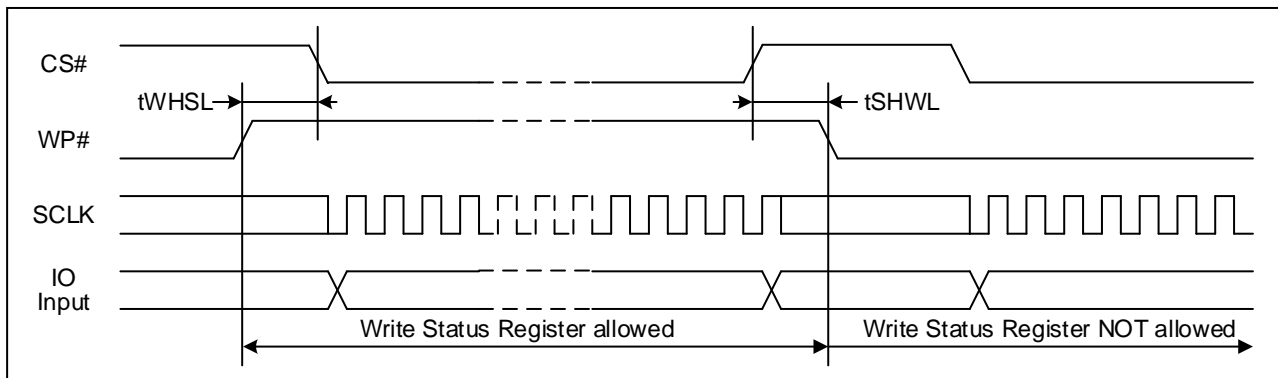 CS#
tWHSL
tSHWL
WP#
SCLK
IO
Input
Write Status Register allowed
Write Status Register NOT allowed